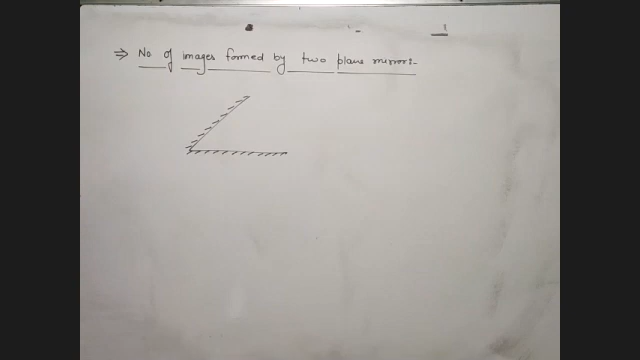 ⇒ No of images formed by two plane mirrors-